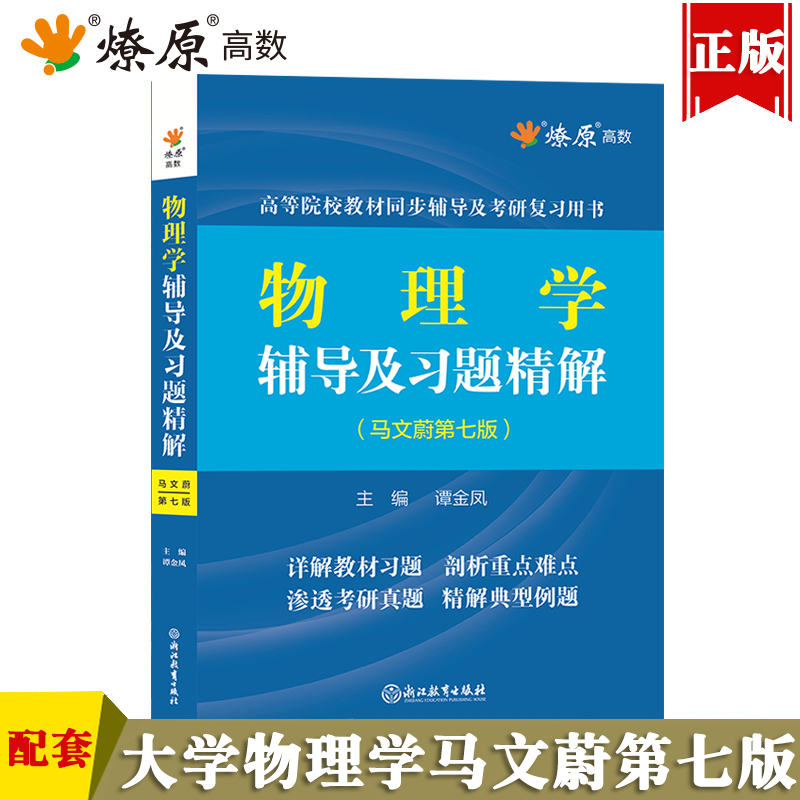 燎原® 高数
正版
燎原® 高数
物理学辅导及习题精解
马文蔚
第七版
主 编
谭金凤
浙江教育出版社
®燎原 高数
高等院校教材同步辅导及考研复习用书
物 理 学
辅导及习题精解
(马文蔚第七版)
主 编 谭金凤
详解教材习题 剖析重点难点
渗透考研真题 精解典型例题
浙江教育出版社
ZHEJIANG EDUCATION PUBLISHING HOUSE
配套 大学物理学马文蔚第七版